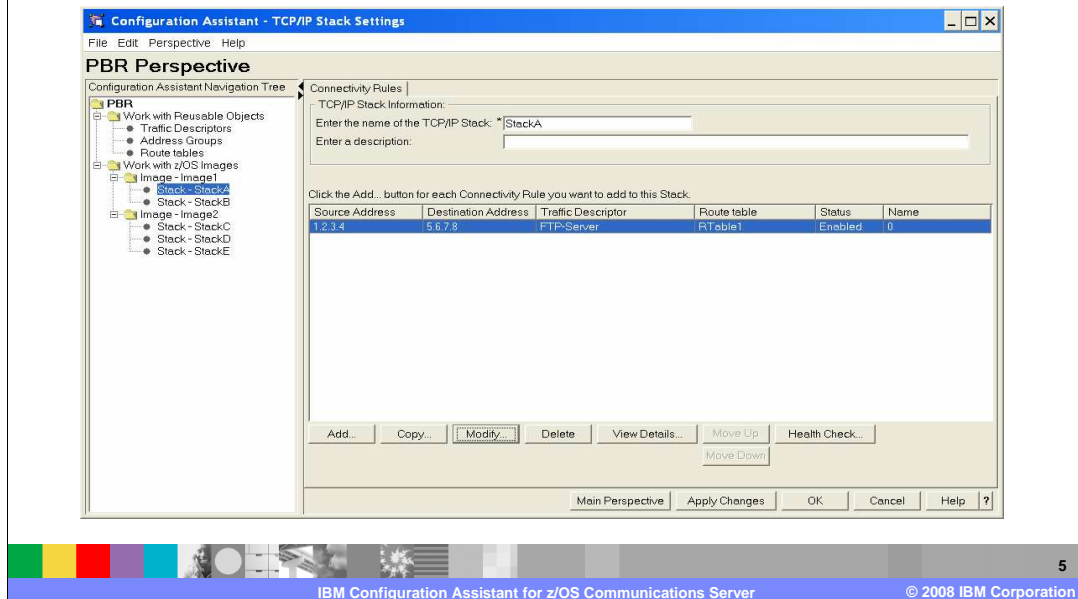 Configuration Assistant - TCP/IP Stack Settings
File Edit Perspective Help
PBR Perspective
Configuration Assistant Navigation Tree
PBR
Work with Reusable Objects
Traffic Descriptors
Address Groups
Route tables
Work with z/OS Images
Image - Image1
Stack - StackA
Stack - StackB
Image - Image2
Stack - StackC
Stack - StackD
Stack - StackE
Connectivity Rules
TCP/IP Stack Information:
Enter the name of the TCP/IP Stack: * StackA
Enter a description:
Click the Add... button for each Connectivity Rule you want to add to this Stack.
Source Address Destination Address Traffic Descriptor Route table Status Name
1.2.3.4 5.6.7.8 FTP-Server RTable1 Enabled 0
Add... Copy... Modify... Delete View Details... Move Up Health Check...
Move Down
Main Perspective Apply Changes OK Cancel Help ?
5
IBM Configuration Assistant for z/OS Communications Server © 2008 IBM Corporation